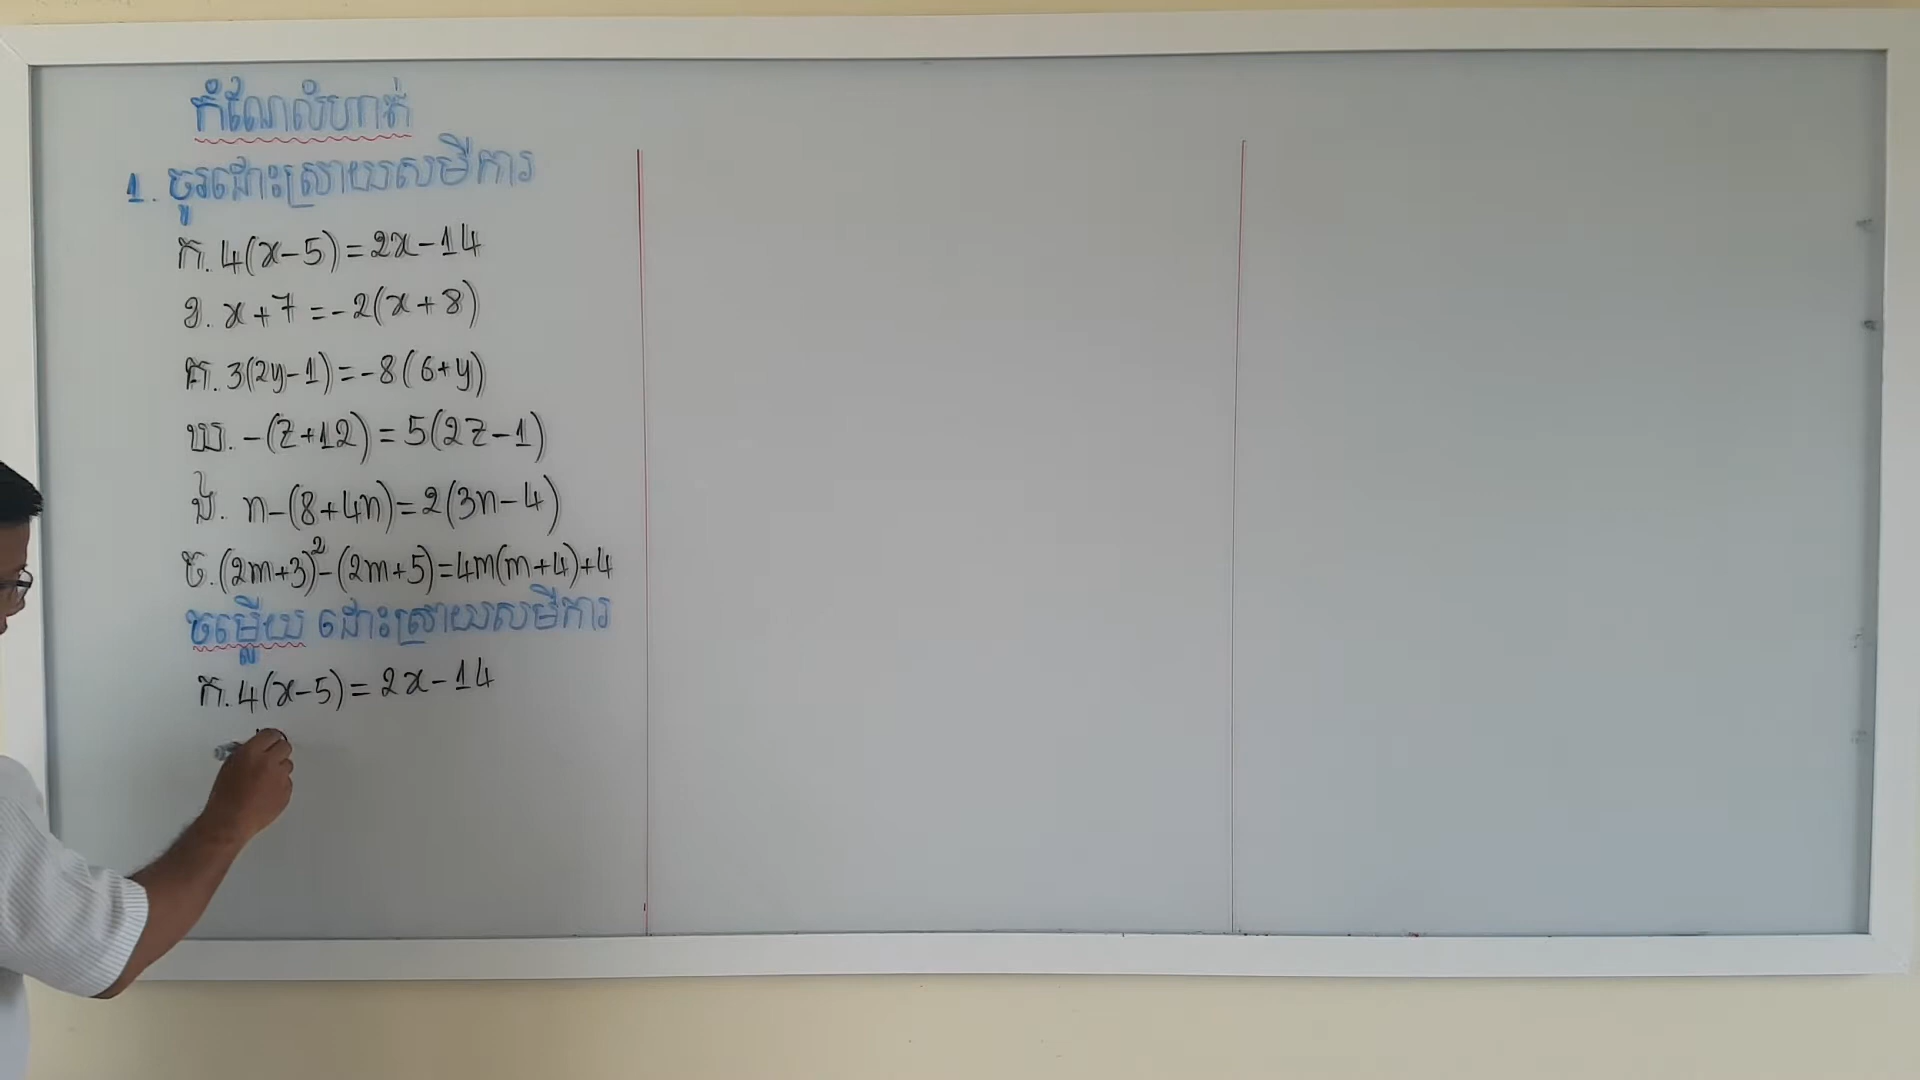 កំណែលំហាត់
1. ចូរដោះស្រាយសមីការ
ក. 4(x-5)=2x-14
ខ. x+7=-2(x+8)
គ. 3(2y-1)=-8(6+y)
ឃ. -(z+12)=5(2z-1)
ង. n-(8+4n)=2(3n-4)
ច. (2m+3)²-(2m+5)=4m(m+4)+4
ចម្លើយ ដោះស្រាយសមីការ
ក. 4(x-5)=2x-14